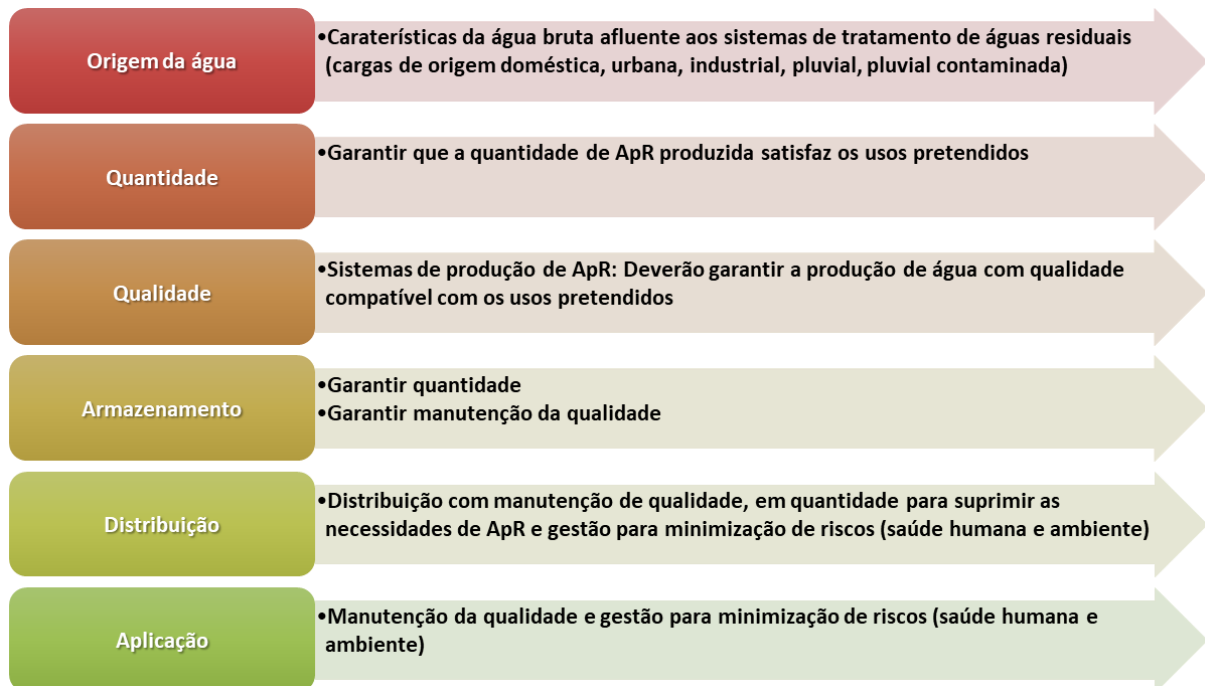 Origem da água
•Caraterísticas da água bruta afluente aos sistemas de tratamento de águas residuais
(cargas de origem doméstica, urbana, industrial, pluvial, pluvial contaminada)
Quantidade
•Garantir que a quantidade de ApR produzida satisfaz os usos pretendidos
Qualidade
•Sistemas de produção de ApR: Deverão garantir a produção de água com qualidade
compatível com os usos pretendidos
Armazenamento
•Garantir quantidade
•Garantir manutenção da qualidade
Distribuição
•Distribuição com manutenção de qualidade, em quantidade para suprimir as
necessidades de ApR e gestão para minimização de riscos (saúde humana e ambiente)
Aplicação
•Manutenção da qualidade e gestão para minimização de riscos (saúde humana e
ambiente)